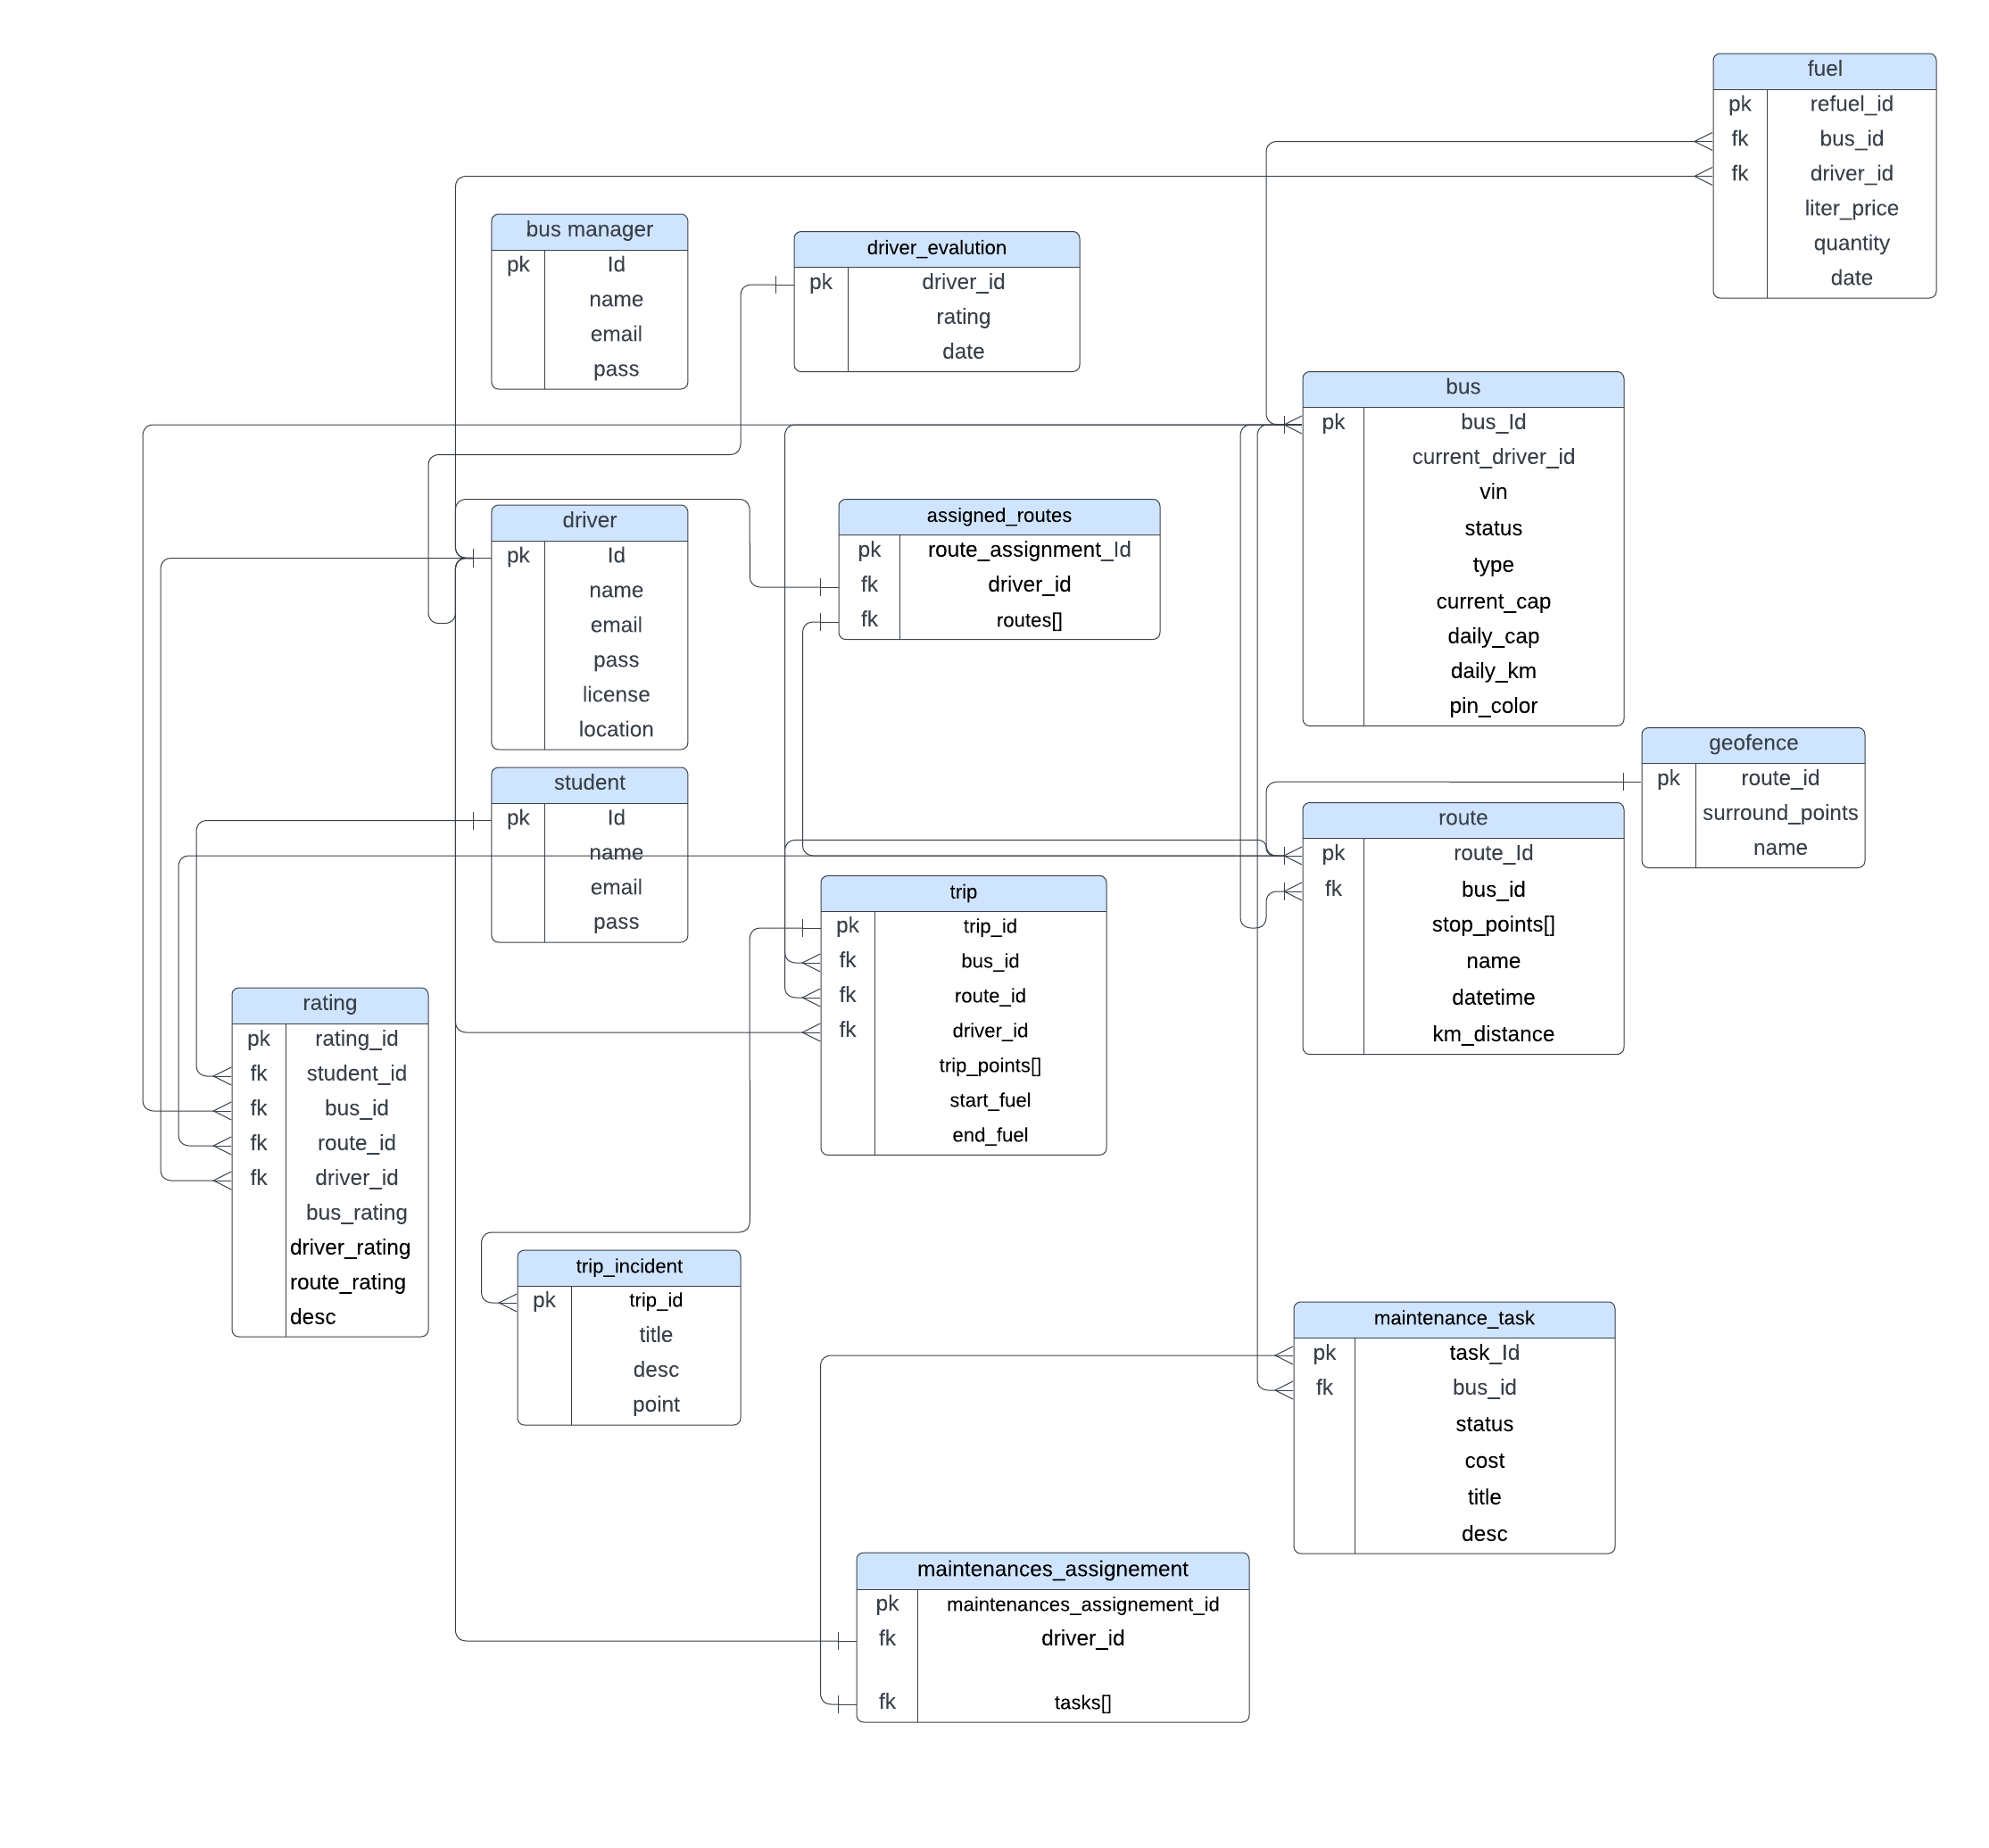 fuel
pk refuel_id
fk bus_id
fk driver_id
liter_price
quantity
date
bus manager
pk Id
name
email
pass
driver_evalution
pk driver_id
rating
date
bus
pk bus_Id
current_driver_id
vin
status
type
current_cap
daily_cap
daily_km
pin_color
driver
pk Id
name
email
pass
license
location
assigned_routes
pk route_assignment_Id
fk driver_id
fk routes[]
geofence
pk route_id
surround_points
name
student
pk Id
name
email
pass
route
pk route_Id
fk bus_id
stop_points[]
name
datetime
km_distance
trip
pk trip_id
fk bus_id
fk route_id
fk driver_id
trip_points[]
start_fuel
end_fuel
rating
pk rating_id
fk student_id
fk bus_id
fk route_id
fk driver_id
bus_rating
driver_rating
route_rating
desc
trip_incident
pk trip_id
title
desc
point
maintenance_task
pk task_Id
fk bus_id
status
cost
title
desc
maintenances_assignement
pk maintenances_assignement_id
fk driver_id
fk tasks[]